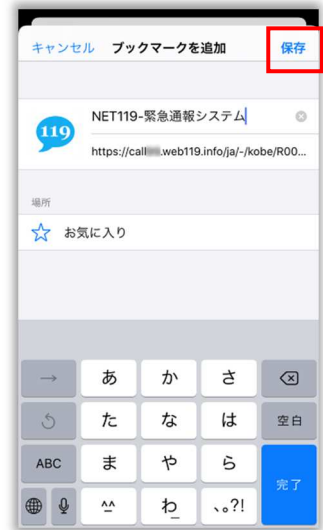 キャンセル ブックマークを追加 保存
119
NET119-緊急通報システム
https://call .web119.info/ja/-/kobe/R00...
場所
お気に入り
→ あ か さ
た な は 空白
ABC ま や ら
^^ わ_ 、。?! 完了